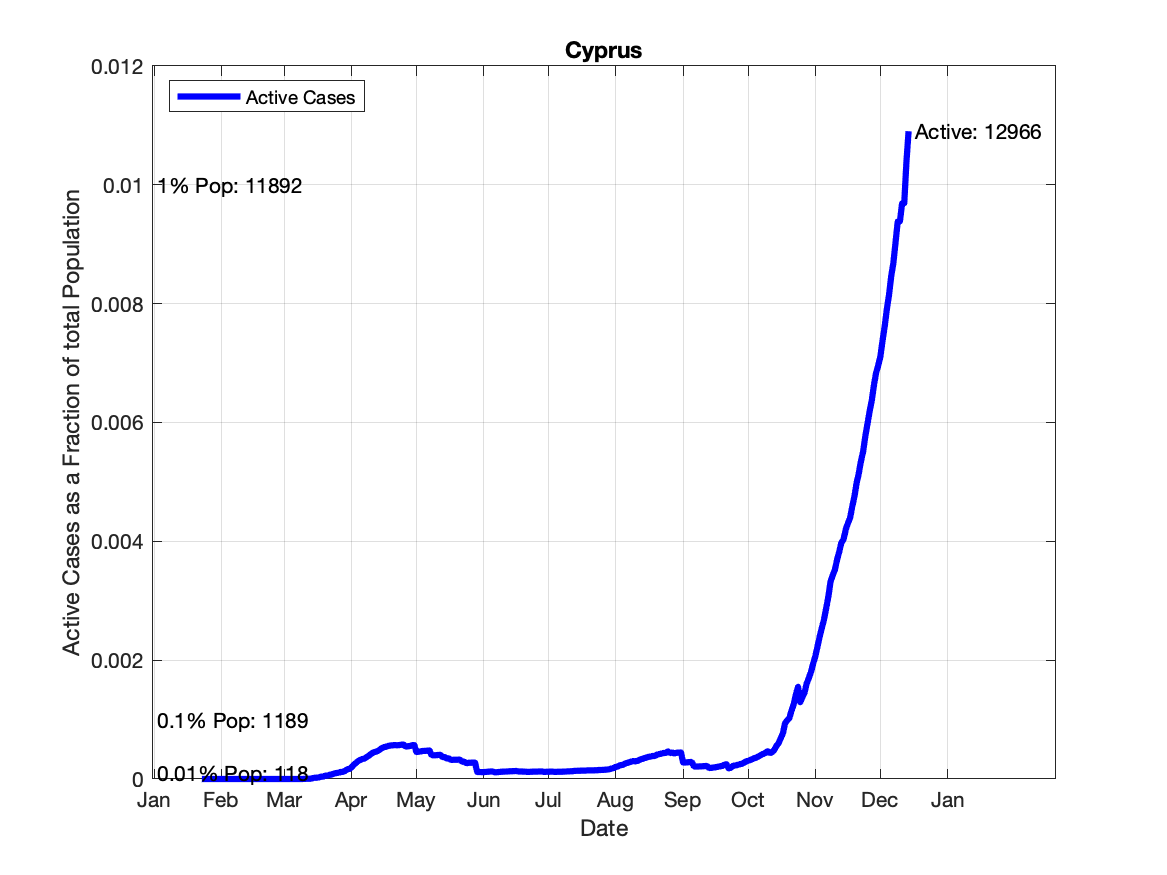 Cyprus
0.012
Active Cases
Active: 12966
0.01
1% Pop: 11892
0.008
0.006
0.004
0.002
0.1% Pop: 1189
0.01% Pop: 118
0
Jan Feb Mar Apr May Jun Jul Aug Sep Oct Nov Dec Jan
Date
Active Cases as a Fraction of total Population